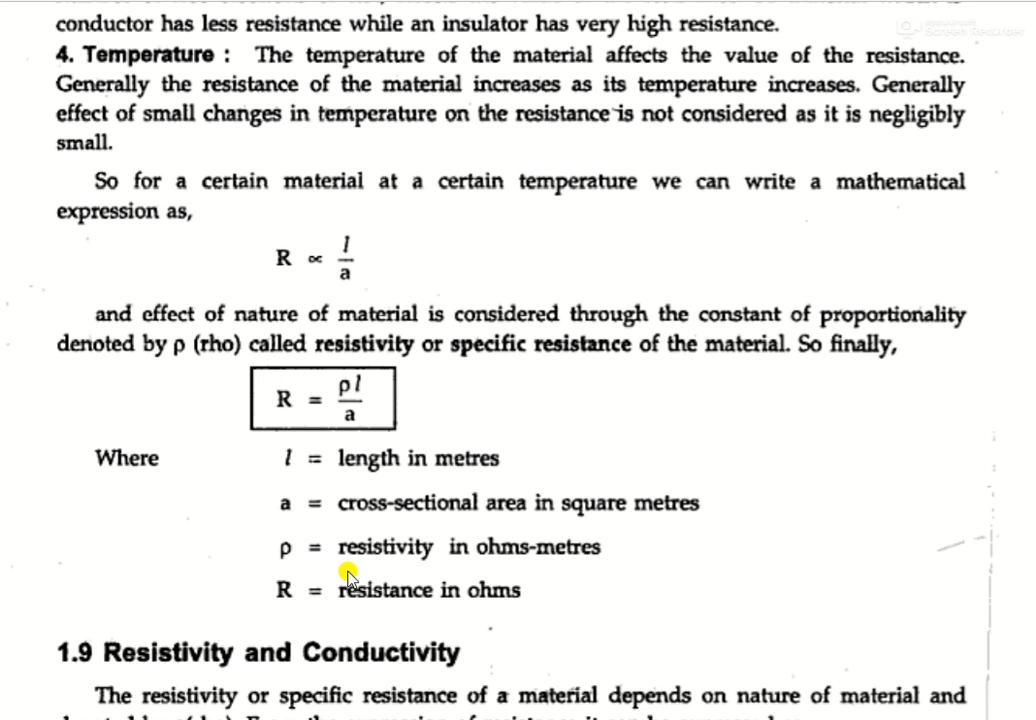 conductor has less resistance while an insulator has very high resistance.
Screen Recorder
4. Temperature : The temperature of the material affects the value of the resistance.
Generally the resistance of the material increases as its temperature increases. Generally
effect of small changes in temperature on the resistance is not considered as it is negligibly
small.
So for a certain material at a certain temperature we can write a mathematical
expression as,
R ∝ l/a
and effect of nature of material is considered through the constant of proportionality
denoted by ρ (rho) called resistivity or specific resistance of the material. So finally,
R = ρl/a
Where l = length in metres
a = cross-sectional area in square metres
ρ = resistivity in ohms-metres
R = resistance in ohms
1.9 Resistivity and Conductivity
The resistivity or specific resistance of a material depends on nature of material and